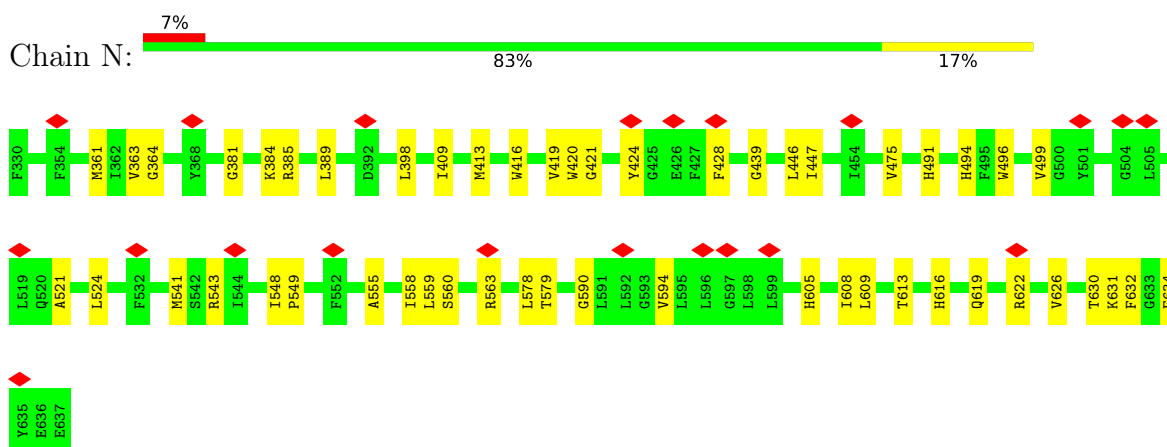 7%
Chain N:
83% 17%
F330 F354 M361 I362 V363 G364 Y368 G381 K384 R385 L389 D392 L398 I409 M413 W416 V419 W420 G421 Y424 G425 E426 F427 F428 G439 L446 I447 I454 V475 H491 H494 F495 W496 V499 G500 Y501 G504 L505
L519 Q520 A521 L524 F532 M541 S542 R543 I544 I548 P549 F552 A555 I558 L559 S560 R563 L578 T579 G590 L591 L592 G593 V594 L595 L596 G597 L598 L599 H605 I608 L609 T613 H616 Q619 R622 V626 T630 K631 F632 G633
Y635 E636 E637